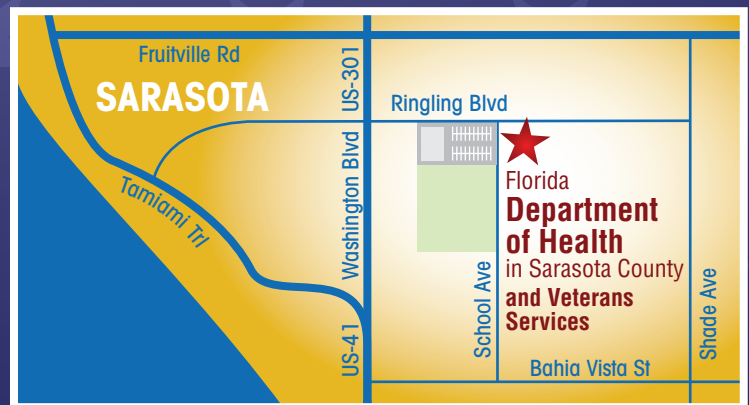 Fruitville Rd
US-301
SARASOTA
Ringling Blvd
Tamiami Trl
Washington Blvd
Florida
Department
of Health
in Sarasota County
and Veterans
Services
School Ave
Shade Ave
US-41
Bahia Vista St